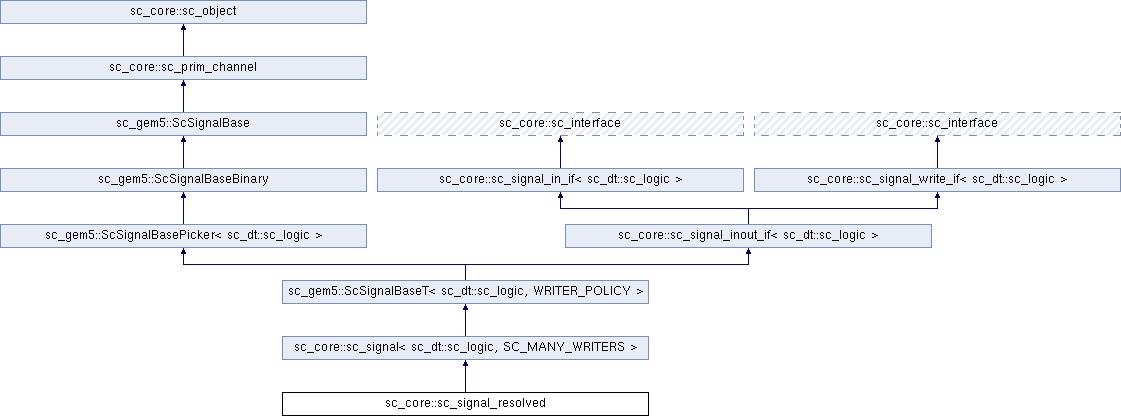 sc_core::sc_object
sc_core::sc_prim_channel
sc_gem5::ScSignalBase
sc_core::sc_interface
sc_core::sc_interface
sc_gem5::ScSignalBaseBinary
sc_core::sc_signal_in_if< sc_dt::sc_logic >
sc_core::sc_signal_write_if< sc_dt::sc_logic >
sc_gem5::ScSignalBasePicker< sc_dt::sc_logic >
sc_core::sc_signal_inout_if< sc_dt::sc_logic >
sc_gem5::ScSignalBaseT< sc_dt::sc_logic, WRITER_POLICY >
sc_core::sc_signal< sc_dt::sc_logic, SC_MANY_WRITERS >
sc_core::sc_signal_resolved